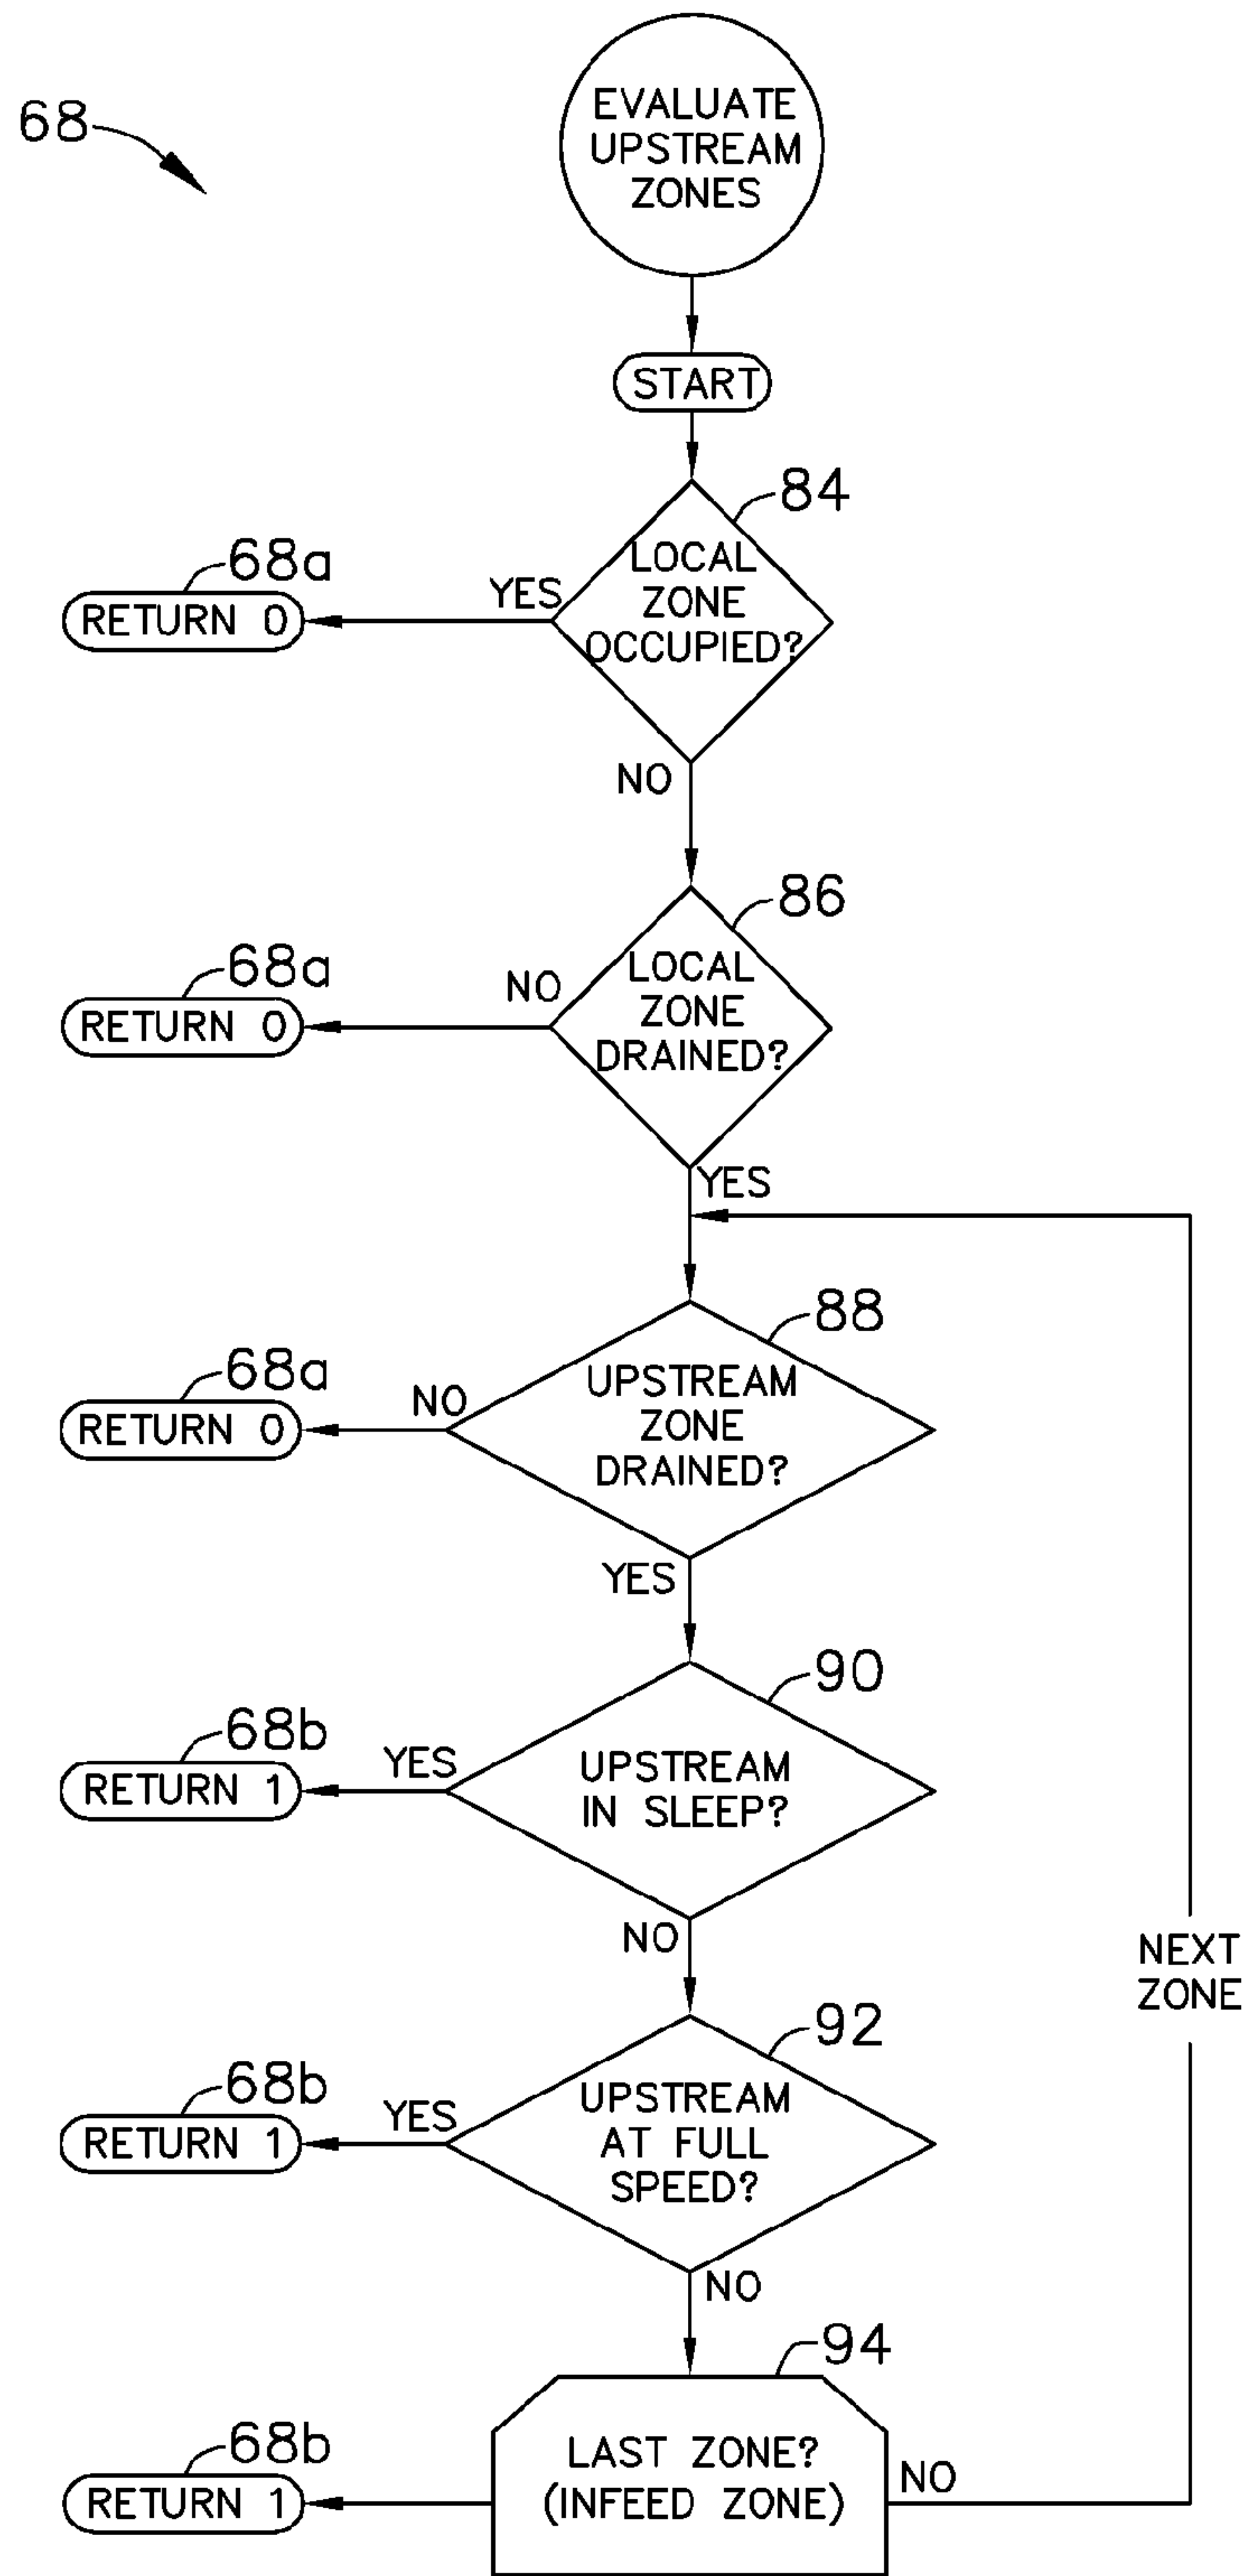 68
EVALUATE
UPSTREAM
ZONES
START
84
LOCAL
ZONE
OCCUPIED?
YES
68a
RETURN 0
NO
86
LOCAL
ZONE
DRAINED?
NO
68a
RETURN 0
YES
88
UPSTREAM
ZONE
DRAINED?
NO
68a
RETURN 0
YES
90
UPSTREAM
IN SLEEP?
YES
68b
RETURN 1
NO
NEXT
ZONE
92
UPSTREAM
AT FULL
SPEED?
YES
68b
RETURN 1
NO
94
LAST ZONE?
(INFEED ZONE)
NO
68b
RETURN 1